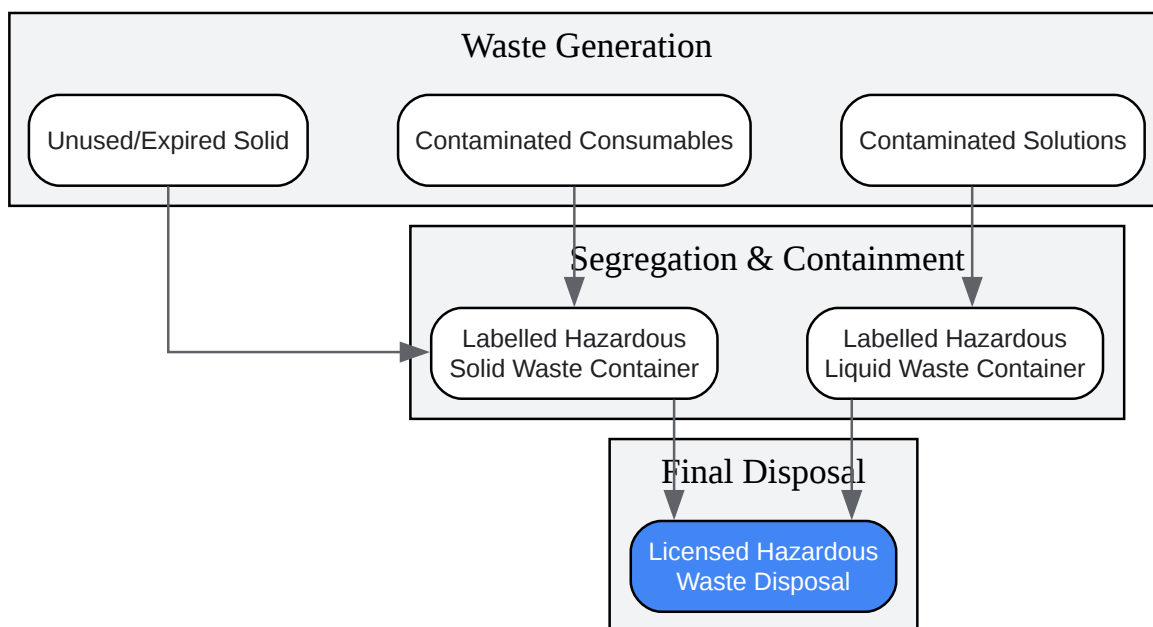 Waste Generation
Unused/Expired Solid
Contaminated Consumables
Contaminated Solutions
Segregation & Containment
Labelled Hazardous
Solid Waste Container
Labelled Hazardous
Liquid Waste Container
Final Disposal
Licensed Hazardous
Waste Disposal